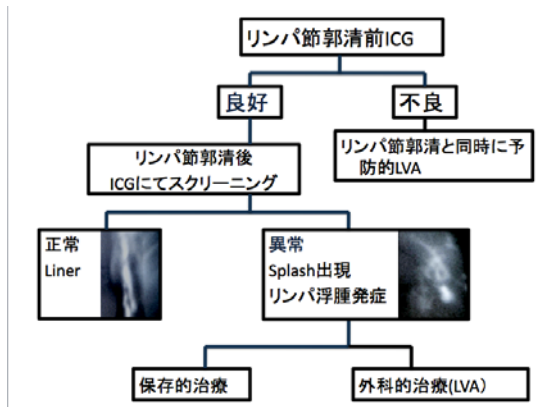 リンパ節郭清前ICG
良好
不良
リンパ節郭清後
ICGにてスクリーニング
リンパ節郭清と同時に予
防的LVA
正常
Liner
異常
Splash出現
リンパ浮腫発症
保存的治療
外科的治療(LVA)